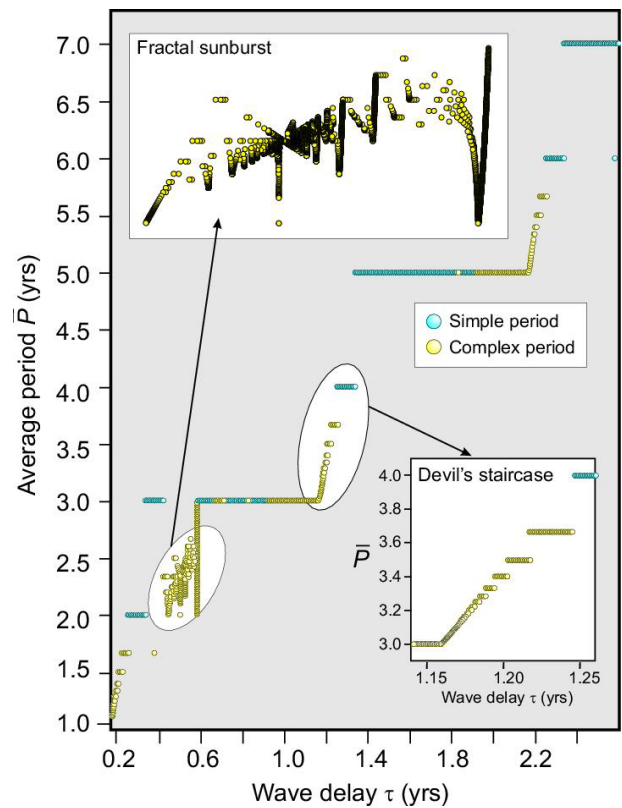 7.0
Fractal sunburst
6.5
6.0
5.5
5.0
Simple period
4.5
Complex period
Average period P̅ (yrs)
4.0
3.5
Devil's staircase
4.0
3.8
3.6
P̅
3.4
3.2
3.0
1.15 1.20 1.25
Wave delay τ (yrs)
3.0
2.5
2.0
1.5
1.0
0.2 0.6 1.0 1.4 1.8 2.2
Wave delay τ (yrs)